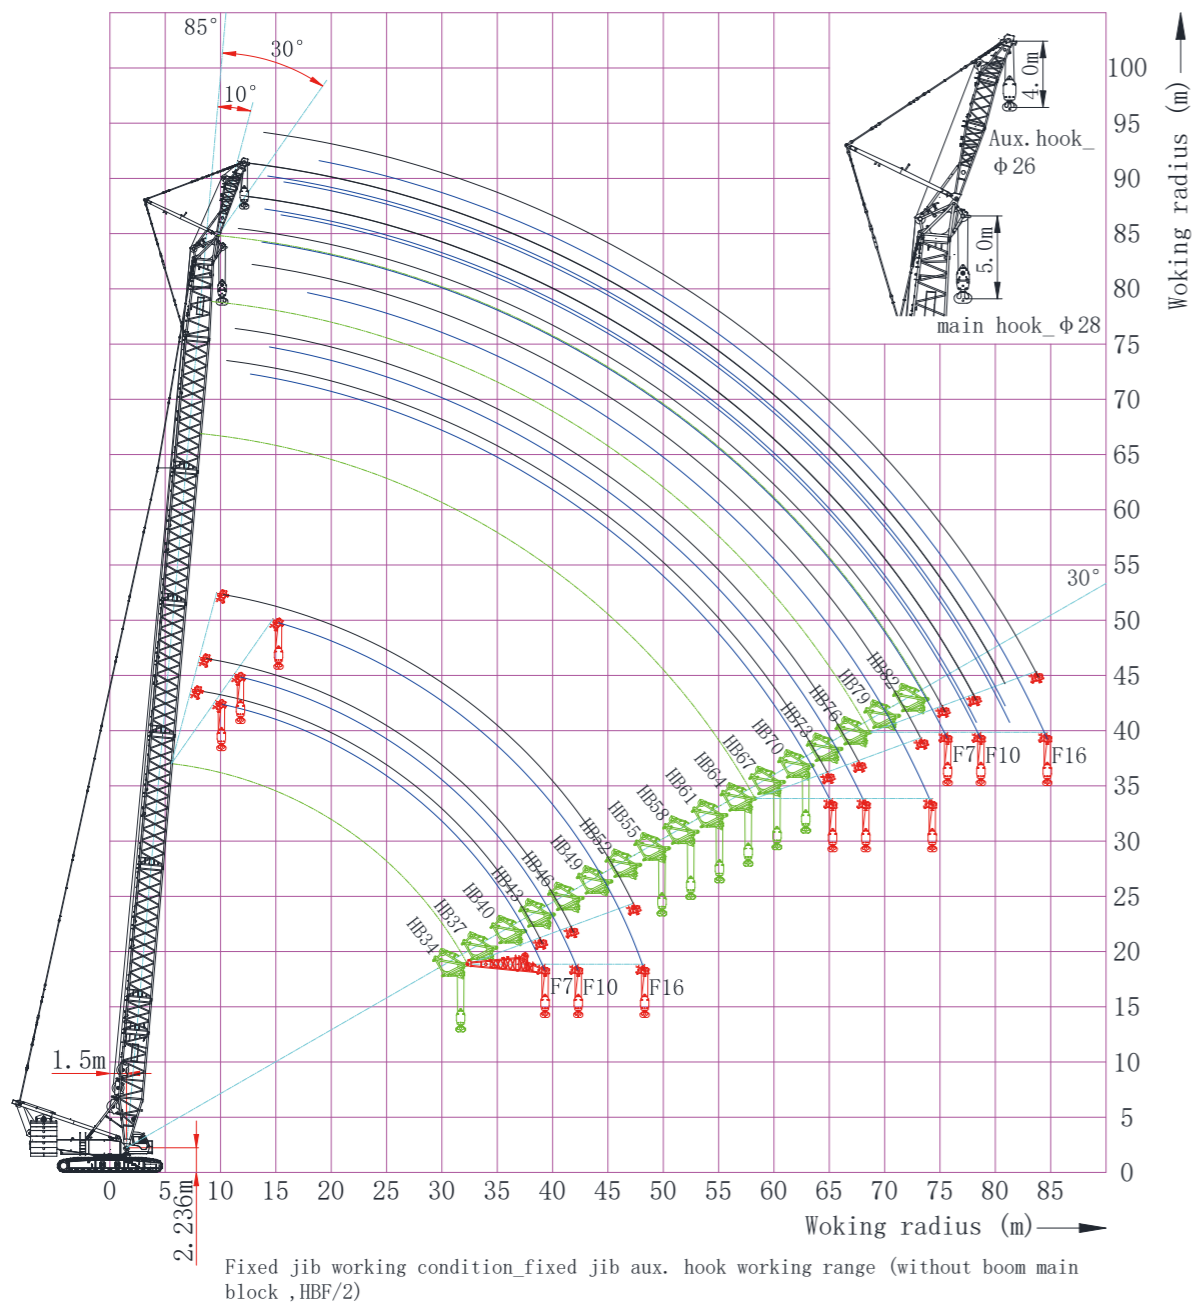 85°
30°
10°
4.0m
Aux.hook_
φ26
5.0m
main hook_φ28
Woking radius (m)
100
95
90
85
80
75
70
65
60
55
50
45
40
35
30
25
20
15
10
5
0
30°
HB82
HB79
HB76
HB73
HB70
HB67
HB64
HB61
HB58
HB55
HB52
HB49
HB46
HB43
HB40
HB37
HB34
F7 F10 F16
F7 F10 F16
1.5m
2.236m
0 5 10 15 20 25 30 35 40 45 50 55 60 65 70 75 80 85
Woking radius (m)
Fixed jib working condition_fixed jib aux. hook working range (without boom main
block ,HBF/2)